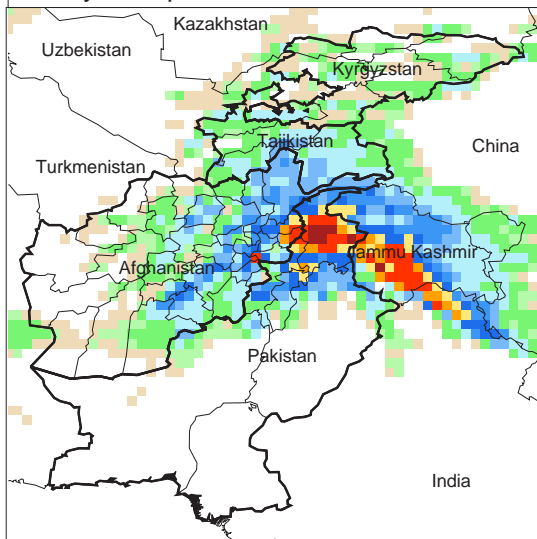 Kazakhstan
Uzbekistan
Kyrgyzstan
Tajikistan
China
Turkmenistan
Afghanistan
Jammu Kashmir
Pakistan
India